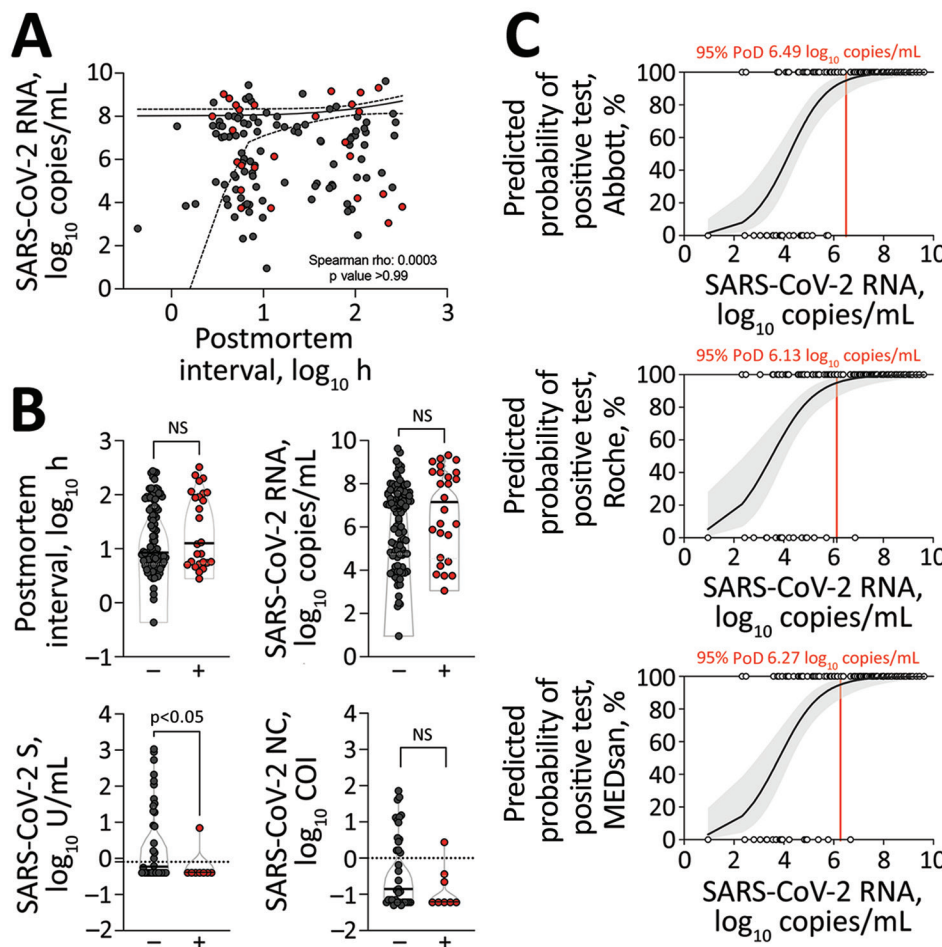 A
SARS-CoV-2 RNA,
log10 copies/mL
10
8
6
4
2
0
Spearman rho: 0.0003
p value >0.99
0
1
2
3
Postmortem
interval, log10 h
B
Postmortem
interval, log10 h
3
2
1
0
–1
NS
–
+
SARS-CoV-2 RNA,
log10 copies/mL
10
8
6
4
2
0
NS
–
+
SARS-CoV-2 S,
log10 U/mL
4
3
2
1
0
–1
–2
p<0.05
–
+
SARS-CoV-2 NC,
log10 COI
4
3
2
1
0
–1
–2
NS
–
+
C
95% PoD 6.49 log10 copies/mL
Predicted
probability of
positive test,
Abbott, %
100
80
60
40
20
0
0
2
4
6
8
10
SARS-CoV-2 RNA,
log10 copies/mL
95% PoD 6.13 log10 copies/mL
Predicted
probability of
positive test,
Roche, %
100
80
60
40
20
0
0
2
4
6
8
10
SARS-CoV-2 RNA,
log10 copies/mL
95% PoD 6.27 log10 copies/mL
Predicted
probability of
positive test,
MEDsan, %
100
80
60
40
20
0
0
2
4
6
8
10
SARS-CoV-2 RNA,
log10 copies/mL